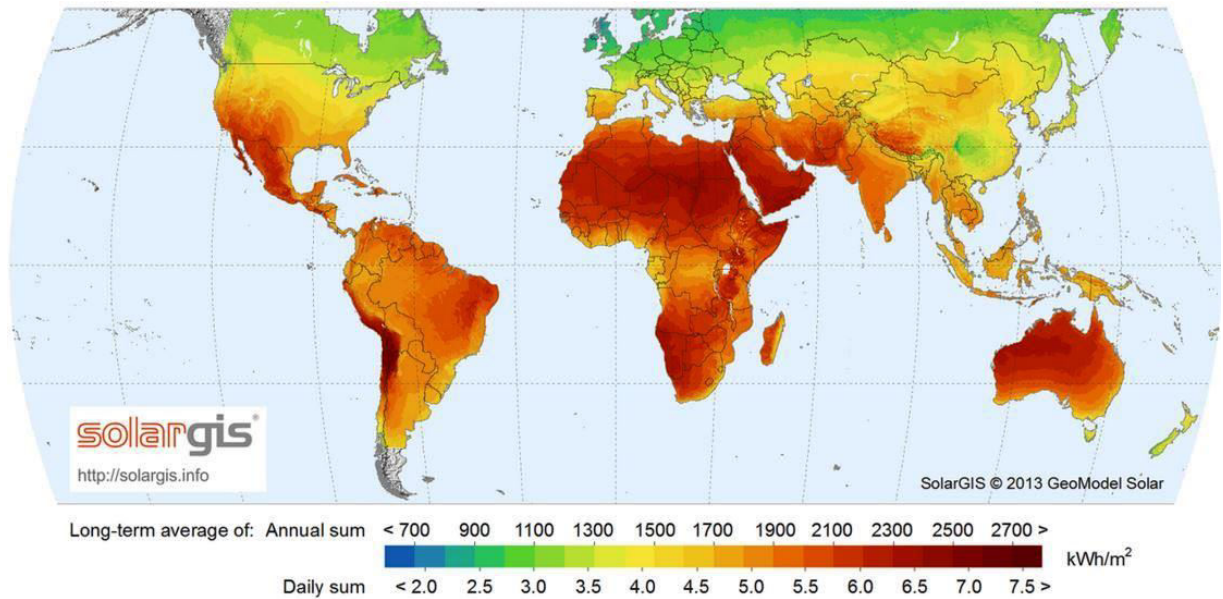 solargis®
http://solargis.info
SolarGIS © 2013 GeoModel Solar
Long-term average of: Annual sum < 700 900 1100 1300 1500 1700 1900 2100 2300 2500 2700 > kWh/m²
Daily sum < 2.0 2.5 3.0 3.5 4.0 4.5 5.0 5.5 6.0 6.5 7.0 7.5 >